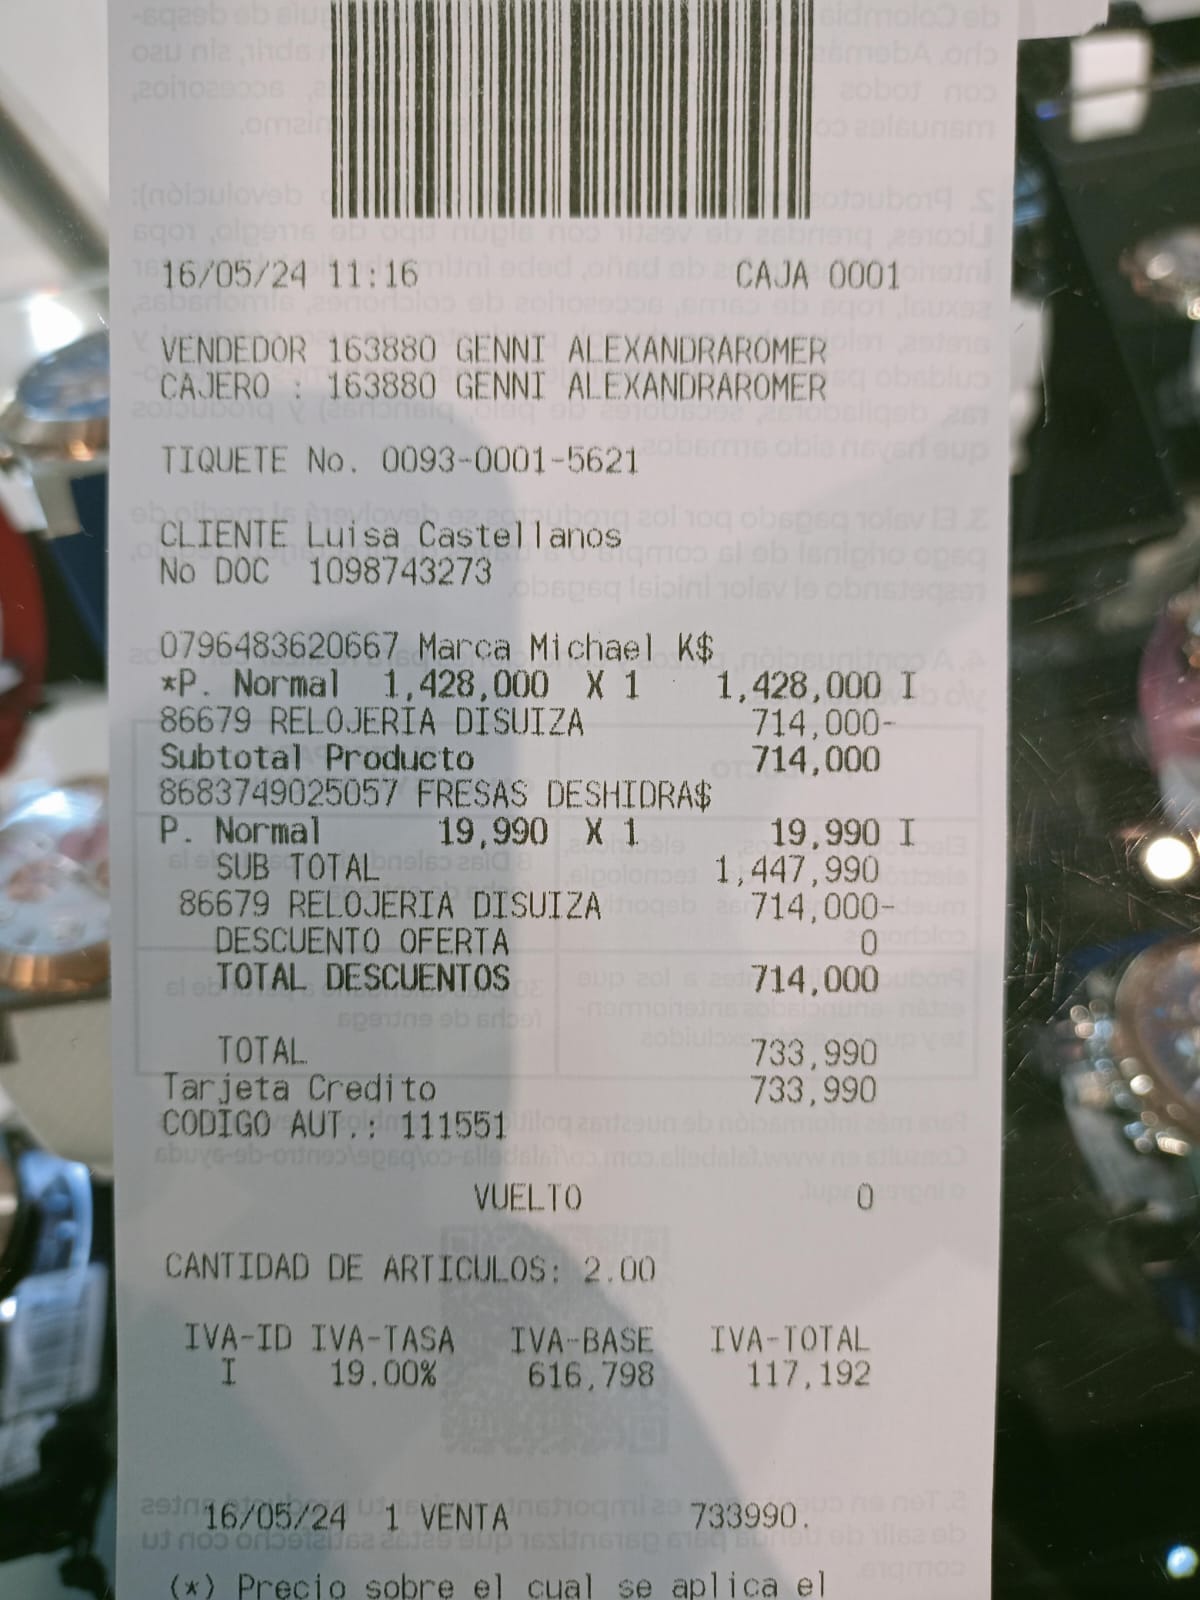 16/05/24 11:16 CAJA 0001
VENDEDOR 163880 GENNI ALEXANDRAROMER
CAJERO : 163880 GENNI ALEXANDRAROMER
TIQUETE No. 0093-0001-5621
CLIENTE Luisa Castellanos
No DOC 1098743273
0796483620667 Marca Michael K$
*P. Normal 1,428,000 X 1 1,428,000 I
86679 RELOJERIA DISUIZA 714,000-
Subtotal Producto 714,000
8683749025057 FRESAS DESHIDRA$
P. Normal 19,990 X 1 19,990 I
SUB TOTAL 1,447,990
86679 RELOJERIA DISUIZA 714,000-
DESCUENTO OFERTA 0
TOTAL DESCUENTOS 714,000
TOTAL 733,990
Tarjeta Credito 733,990
CODIGO AUT.: 111551
VUELTO 0
CANTIDAD DE ARTICULOS: 2.00
IVA-ID IVA-TASA IVA-BASE IVA-TOTAL
I 19.00% 616,798 117,192
16/05/24 1 VENTA 733990.
(*) Precio sobre el cual se aplica el